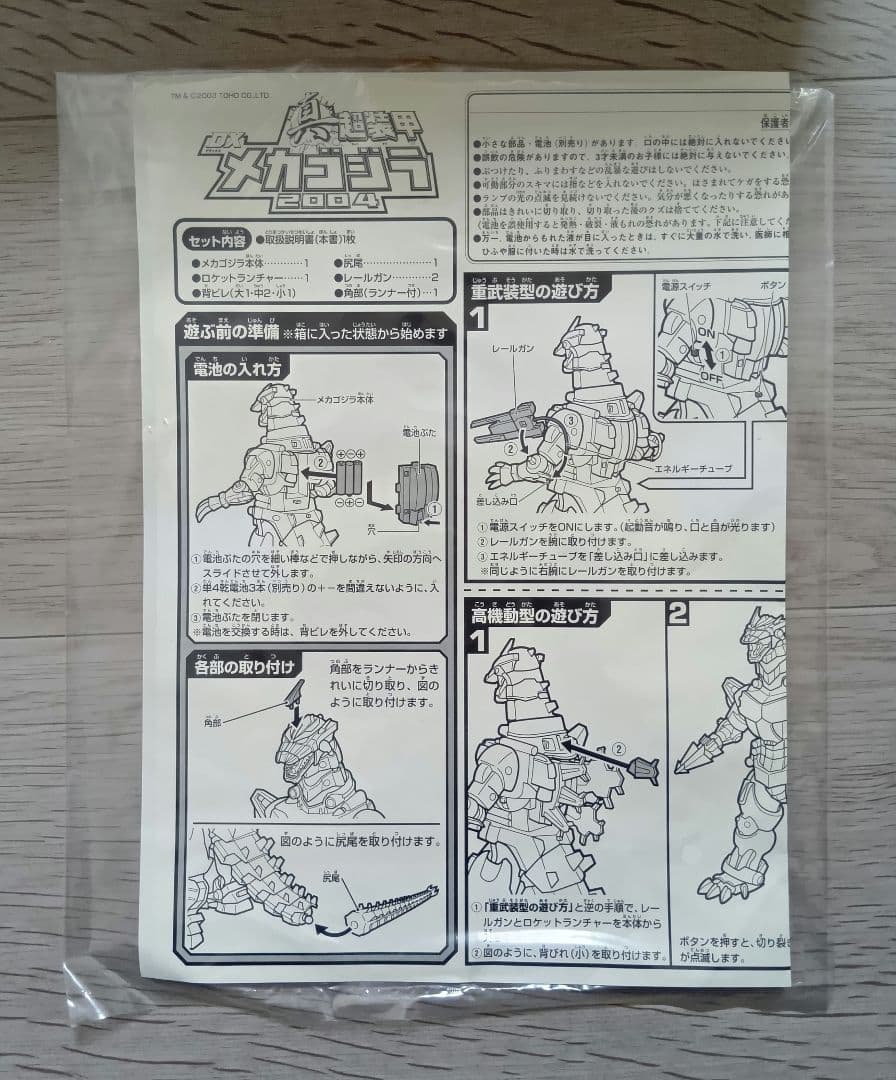 TM & ©2003 TOHO CO.,LTD.
真 超装甲
DX
メカゴジラ
2004
セット内容 ●取扱説明書(本書)1枚
●メカゴジラ本体……1
●ロケットランチャー……1
●背ビレ(大1・中2・小1)
●尻尾……1
●レールガン……2
●角部(ランナー付)…1
遊ぶ前の準備 ※箱に入った状態から始めます
電池の入れ方
メカゴジラ本体
電池ぶた
②
⊕⊖⊕
⊖⊕⊖
①
穴
①電池ぶたの穴を細い棒などで押しながら、矢印の方向へ
スライドさせて外します。
②単4乾電池3本(別売り)の+−を間違えないように、入
れてください。
③電池ぶたを閉じます。
※電池を交換する時は、背ビレを外してください。
各部の取り付け
角部をランナーからき
れいに切り取り、図の
ように取り付けます。
角部
図のように尻尾を取り付けます。
尻尾
保護者
●小さな部品・電池(別売り)があります。口の中には絶対に入れないでくださ
●誤飲の危険がありますので、3才未満のお子様には絶対に与えないでください。
●ぶつけたり、ふりまわすなどの乱暴な遊びはしないでください。
●可動部分のスキマには指などを入れないでください。はさまれてケガをする恐
●ランプの光の点滅を見続けないでください。気分が悪くなったりする恐れがあ
●部品はきれいに切り取り、切り取った後のクズは捨ててください。
《電池を誤使用すると発熱・破裂・液もれの恐れがあります。下記に注意してく
●万一、電池からもれた液が目に入ったときは、すぐに大量の水で洗い、医師に相
ひふや服に付いた時は水で洗ってください。
重武装型の遊び方
1
電源スイッチ
ボタン
ON
①
OFF
レールガン
③
②
エネルギーチューブ
差し込み口
①電源スイッチをONにします。(起動音が鳴り、口と目が光ります)
②レールガンを腕に取り付けます。
③エネルギーチューブを「差し込み口」に差し込みます。
※同じように右腕にレールガンを取り付けます。
高機動型の遊び方
1
②
①「重武装型の遊び方」と逆の手順で、レー
ルガンとロケットランチャーを本体から
②図のように、背びれ(小)を取り付けます。
2
ボタンを押すと、切り裂き
が点滅します。